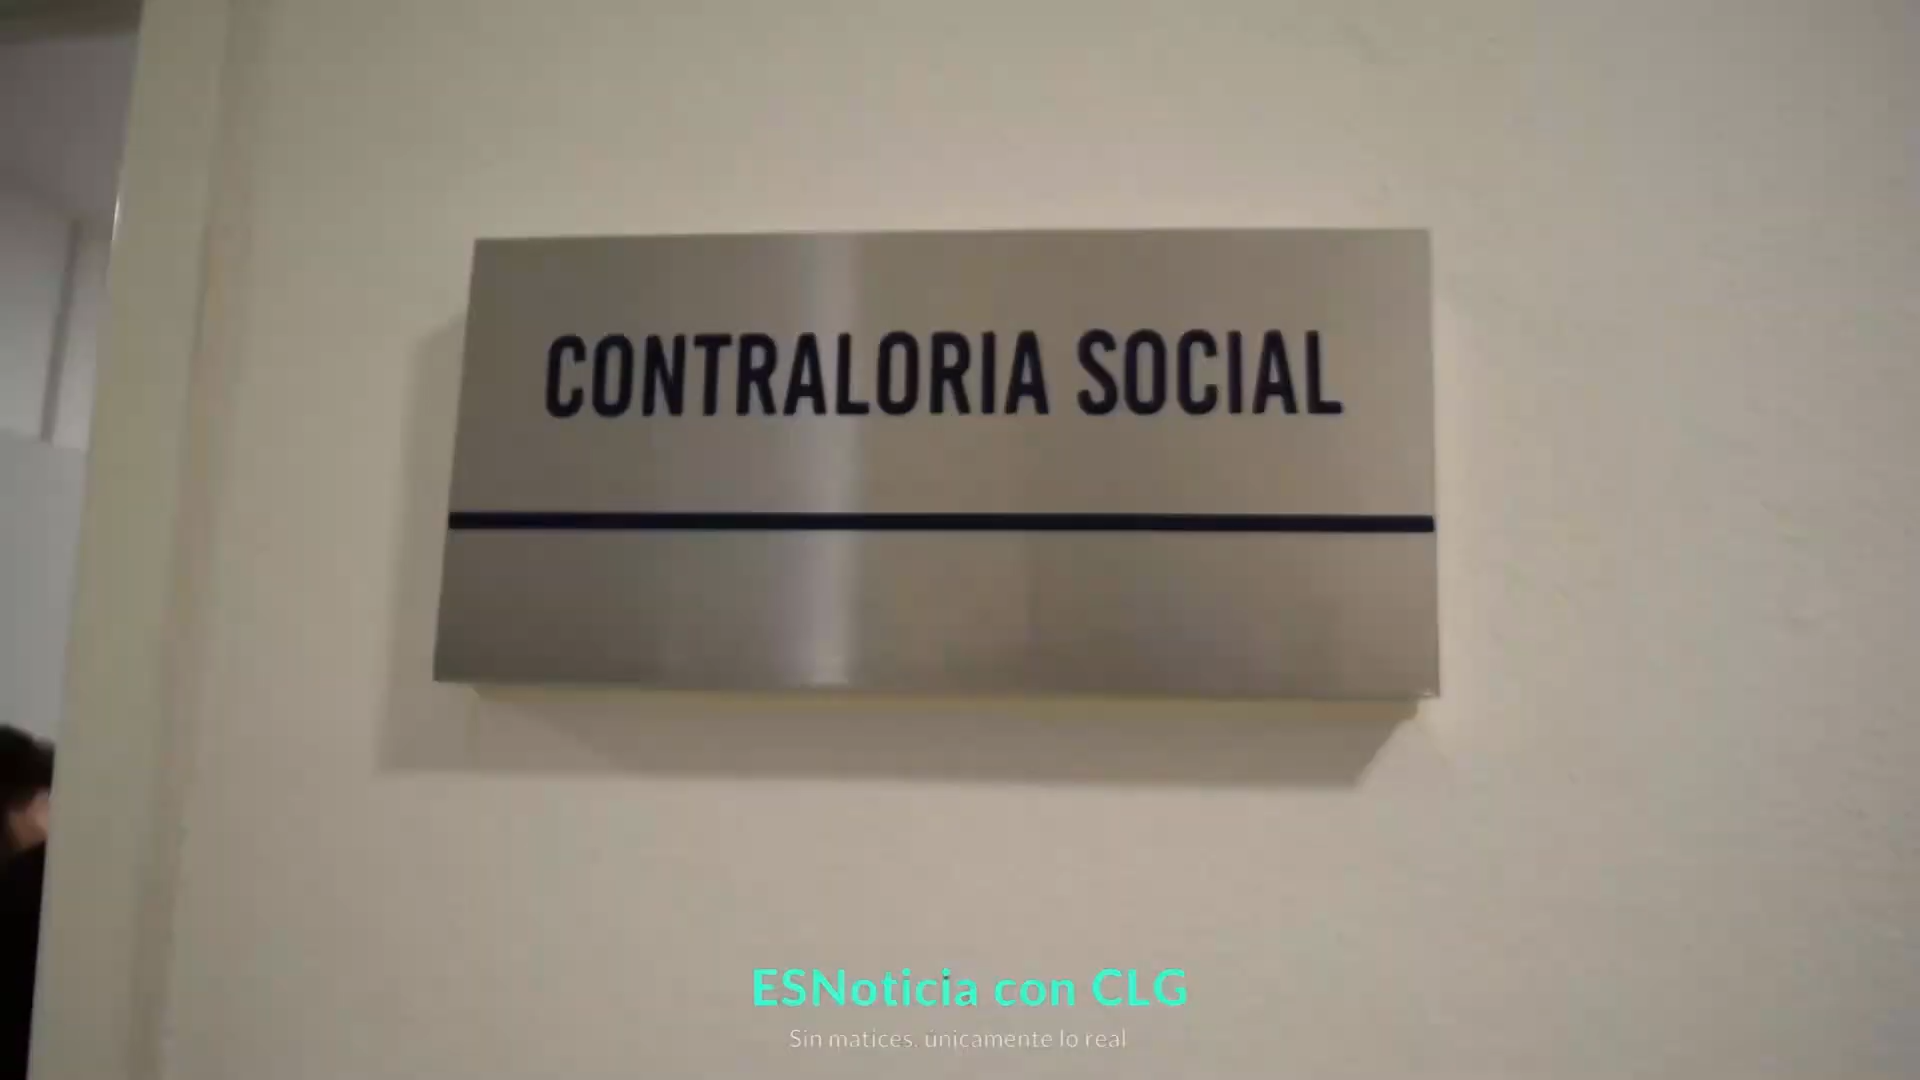 CONTRALORIA SOCIAL
ESNoticia con CLG
Sin matices, únicamente lo real